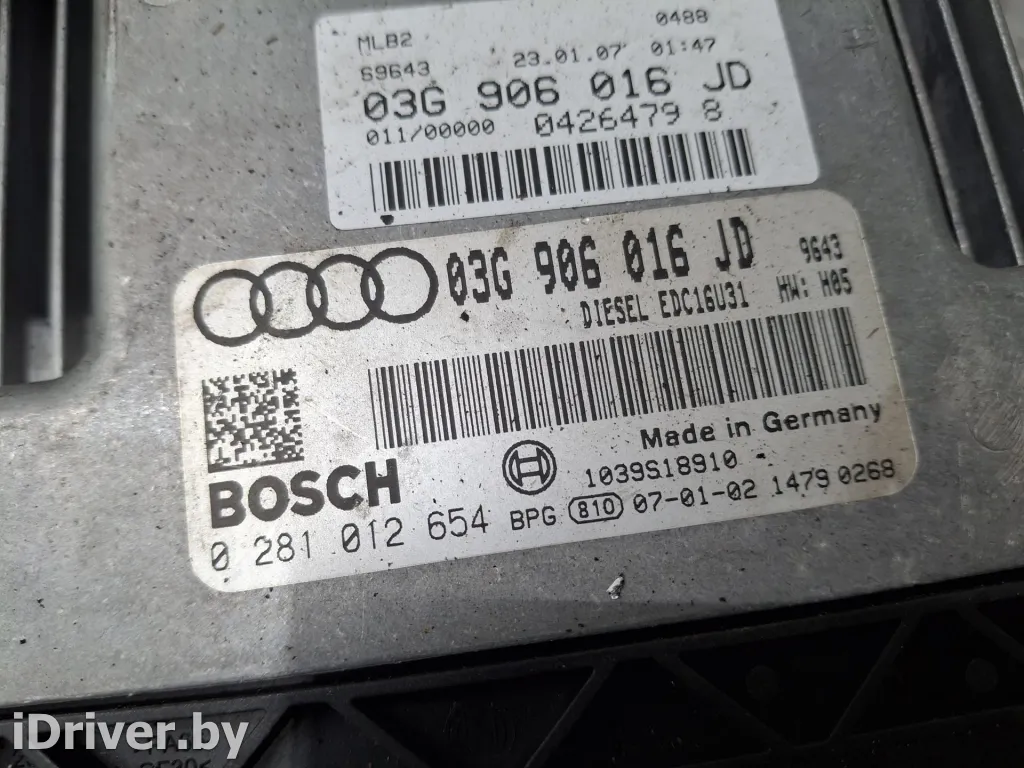 MLB2 0488
69643 23.01.07 01:47
03G 906 016 JD
011/00000 0426479 8
03G 906 016 JD 9643
DIESEL EDC16U31 HW: H05
Made in Germany
BOSCH 1039S18910
0 281 012 654 BPG 810 07-01-02 1479 0268
iDriver.by